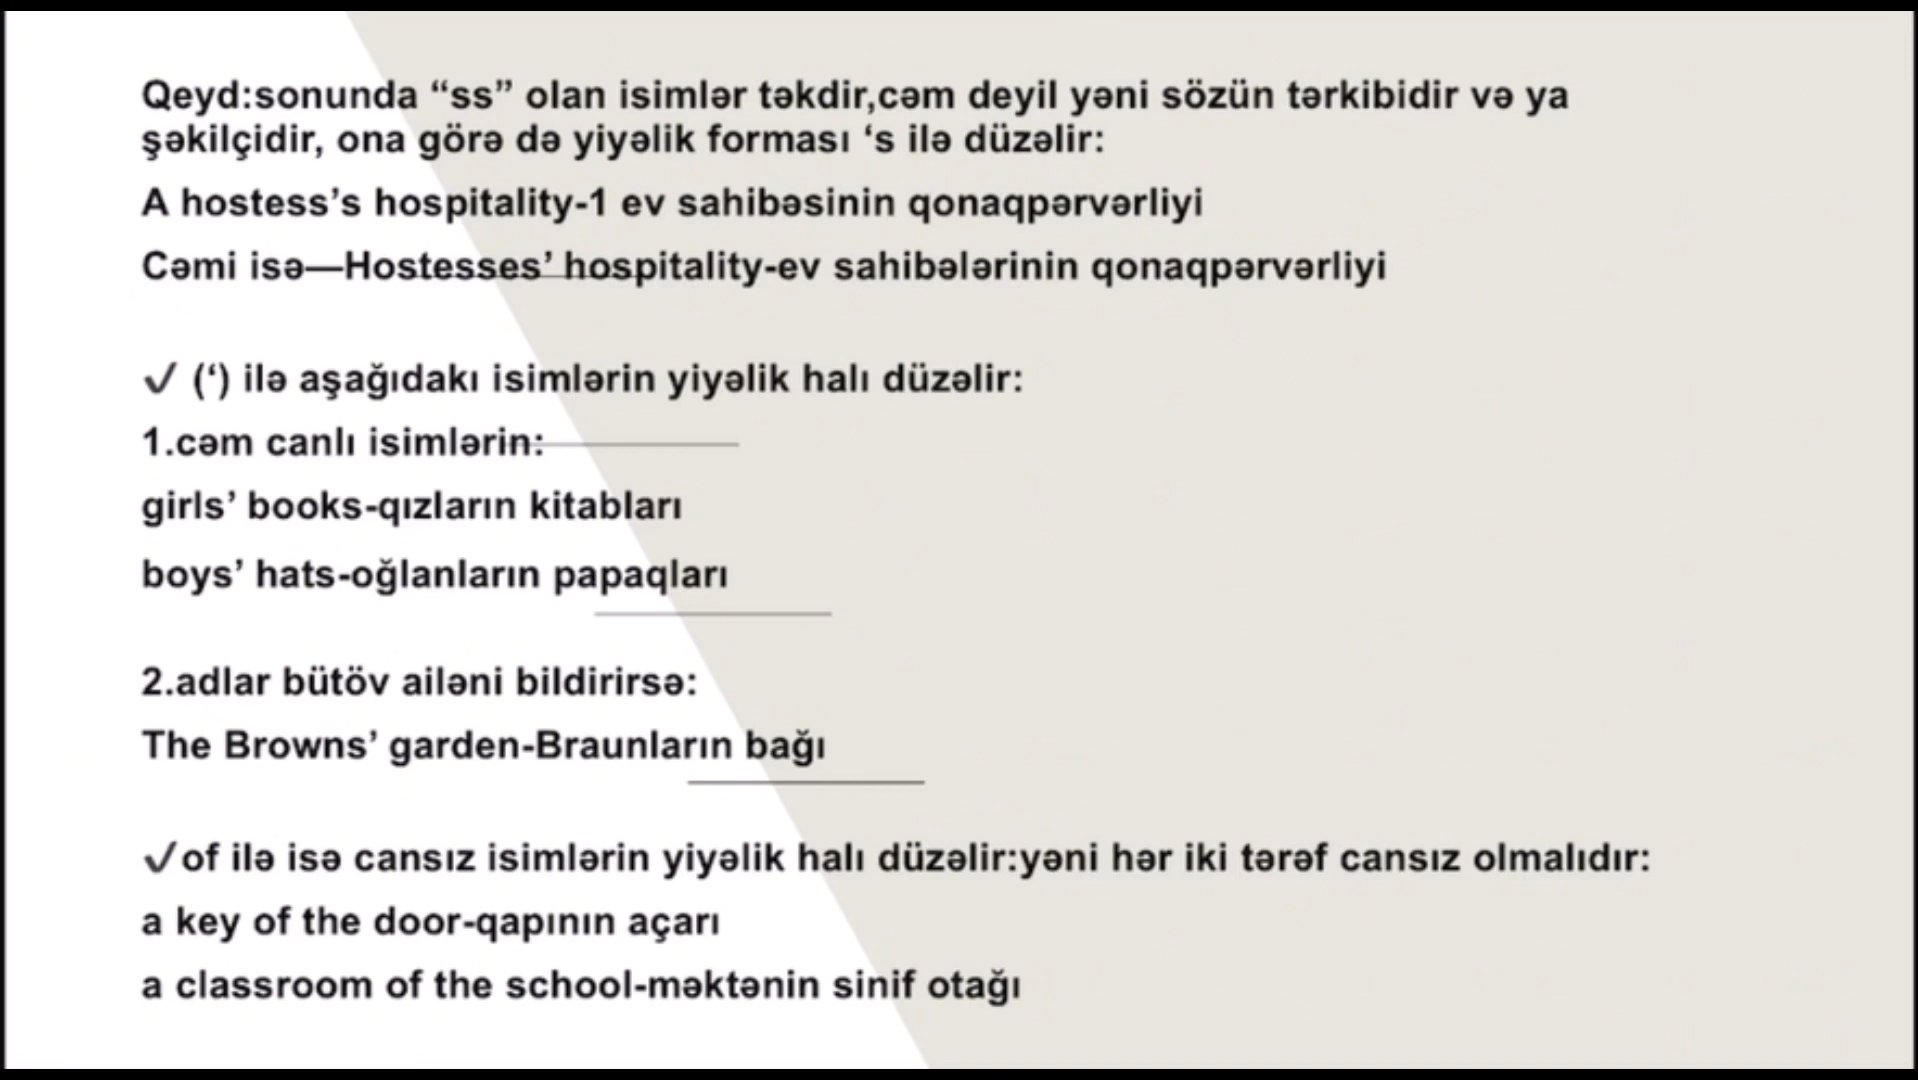 Qeyd:sonunda “ss” olan isimlər təkdir,cəm deyil yəni sözün tərkibidir və ya
şəkilçidir, ona görə də yiyəlik forması ‘s ilə düzəlir:
A hostess’s hospitality-1 ev sahibəsinin qonaqpərvərliyi
Cəmi isə—Hostesses’ hospitality-ev sahibələrinin qonaqpərvərliyi
✓ (‘) ilə aşağıdakı isimlərin yiyəlik halı düzəlir:
1.cəm canlı isimlərin:
girls’ books-qızların kitabları
boys’ hats-oğlanların papaqları
2.adlar bütöv ailəni bildirirsə:
The Browns’ garden-Braunların bağı
✓of ilə isə cansız isimlərin yiyəlik halı düzəlir:yəni hər iki tərəf cansız olmalıdır:
a key of the door-qapının açarı
a classroom of the school-məktənin sinif otağı